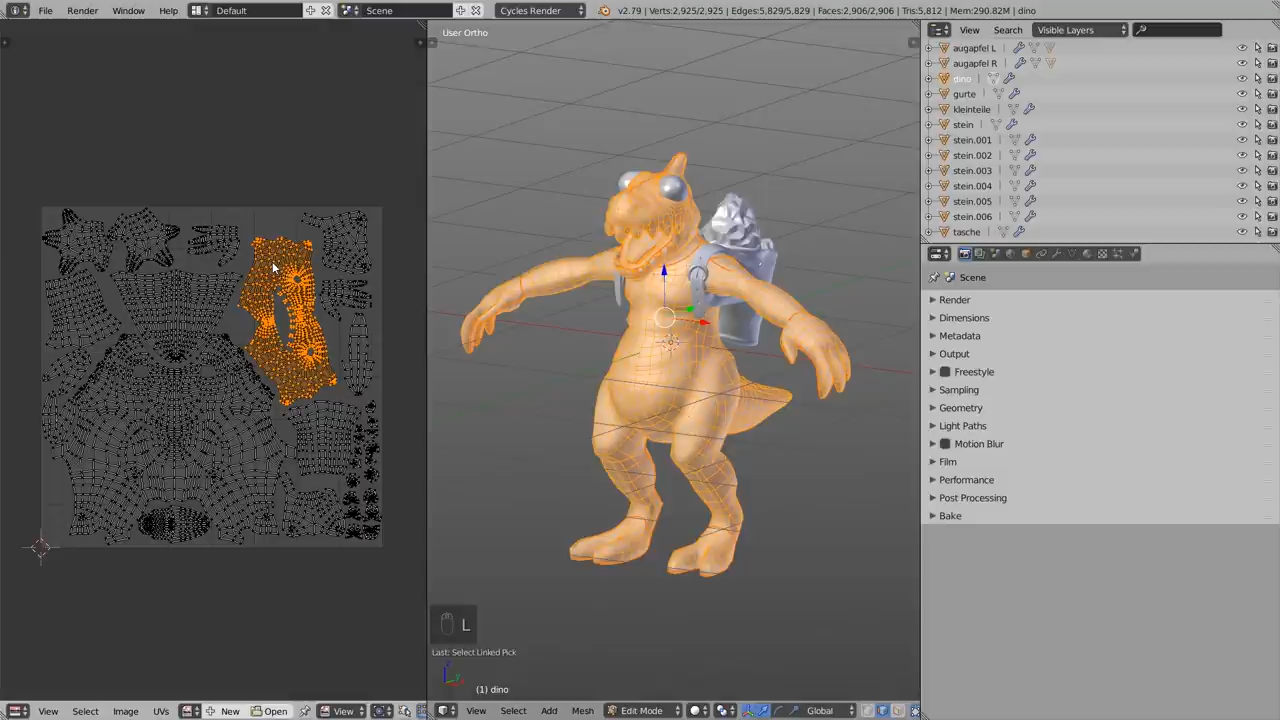 File Render Window Help Default Scene Cycles Render v2.79 | Verts:2,925/2,925 | Edges:5,829/5,829 | Faces:2,906/2,906 | Tris:5,812 | Mem:290.82M | dino
User Ortho
View Search Visible Layers
augapfel L
augapfel R
dino
gurte
kleinteile
stein
stein.001
stein.002
stein.003
stein.004
stein.005
stein.006
tasche
Scene
Render
Dimensions
Metadata
Output
Freestyle
Sampling
Geometry
Light Paths
Motion Blur
Film
Performance
Post Processing
Bake
L
Last: Select Linked Pick
z
y
(1) dino
View Select Image UVs New Open View
View Select Add Mesh Edit Mode Global